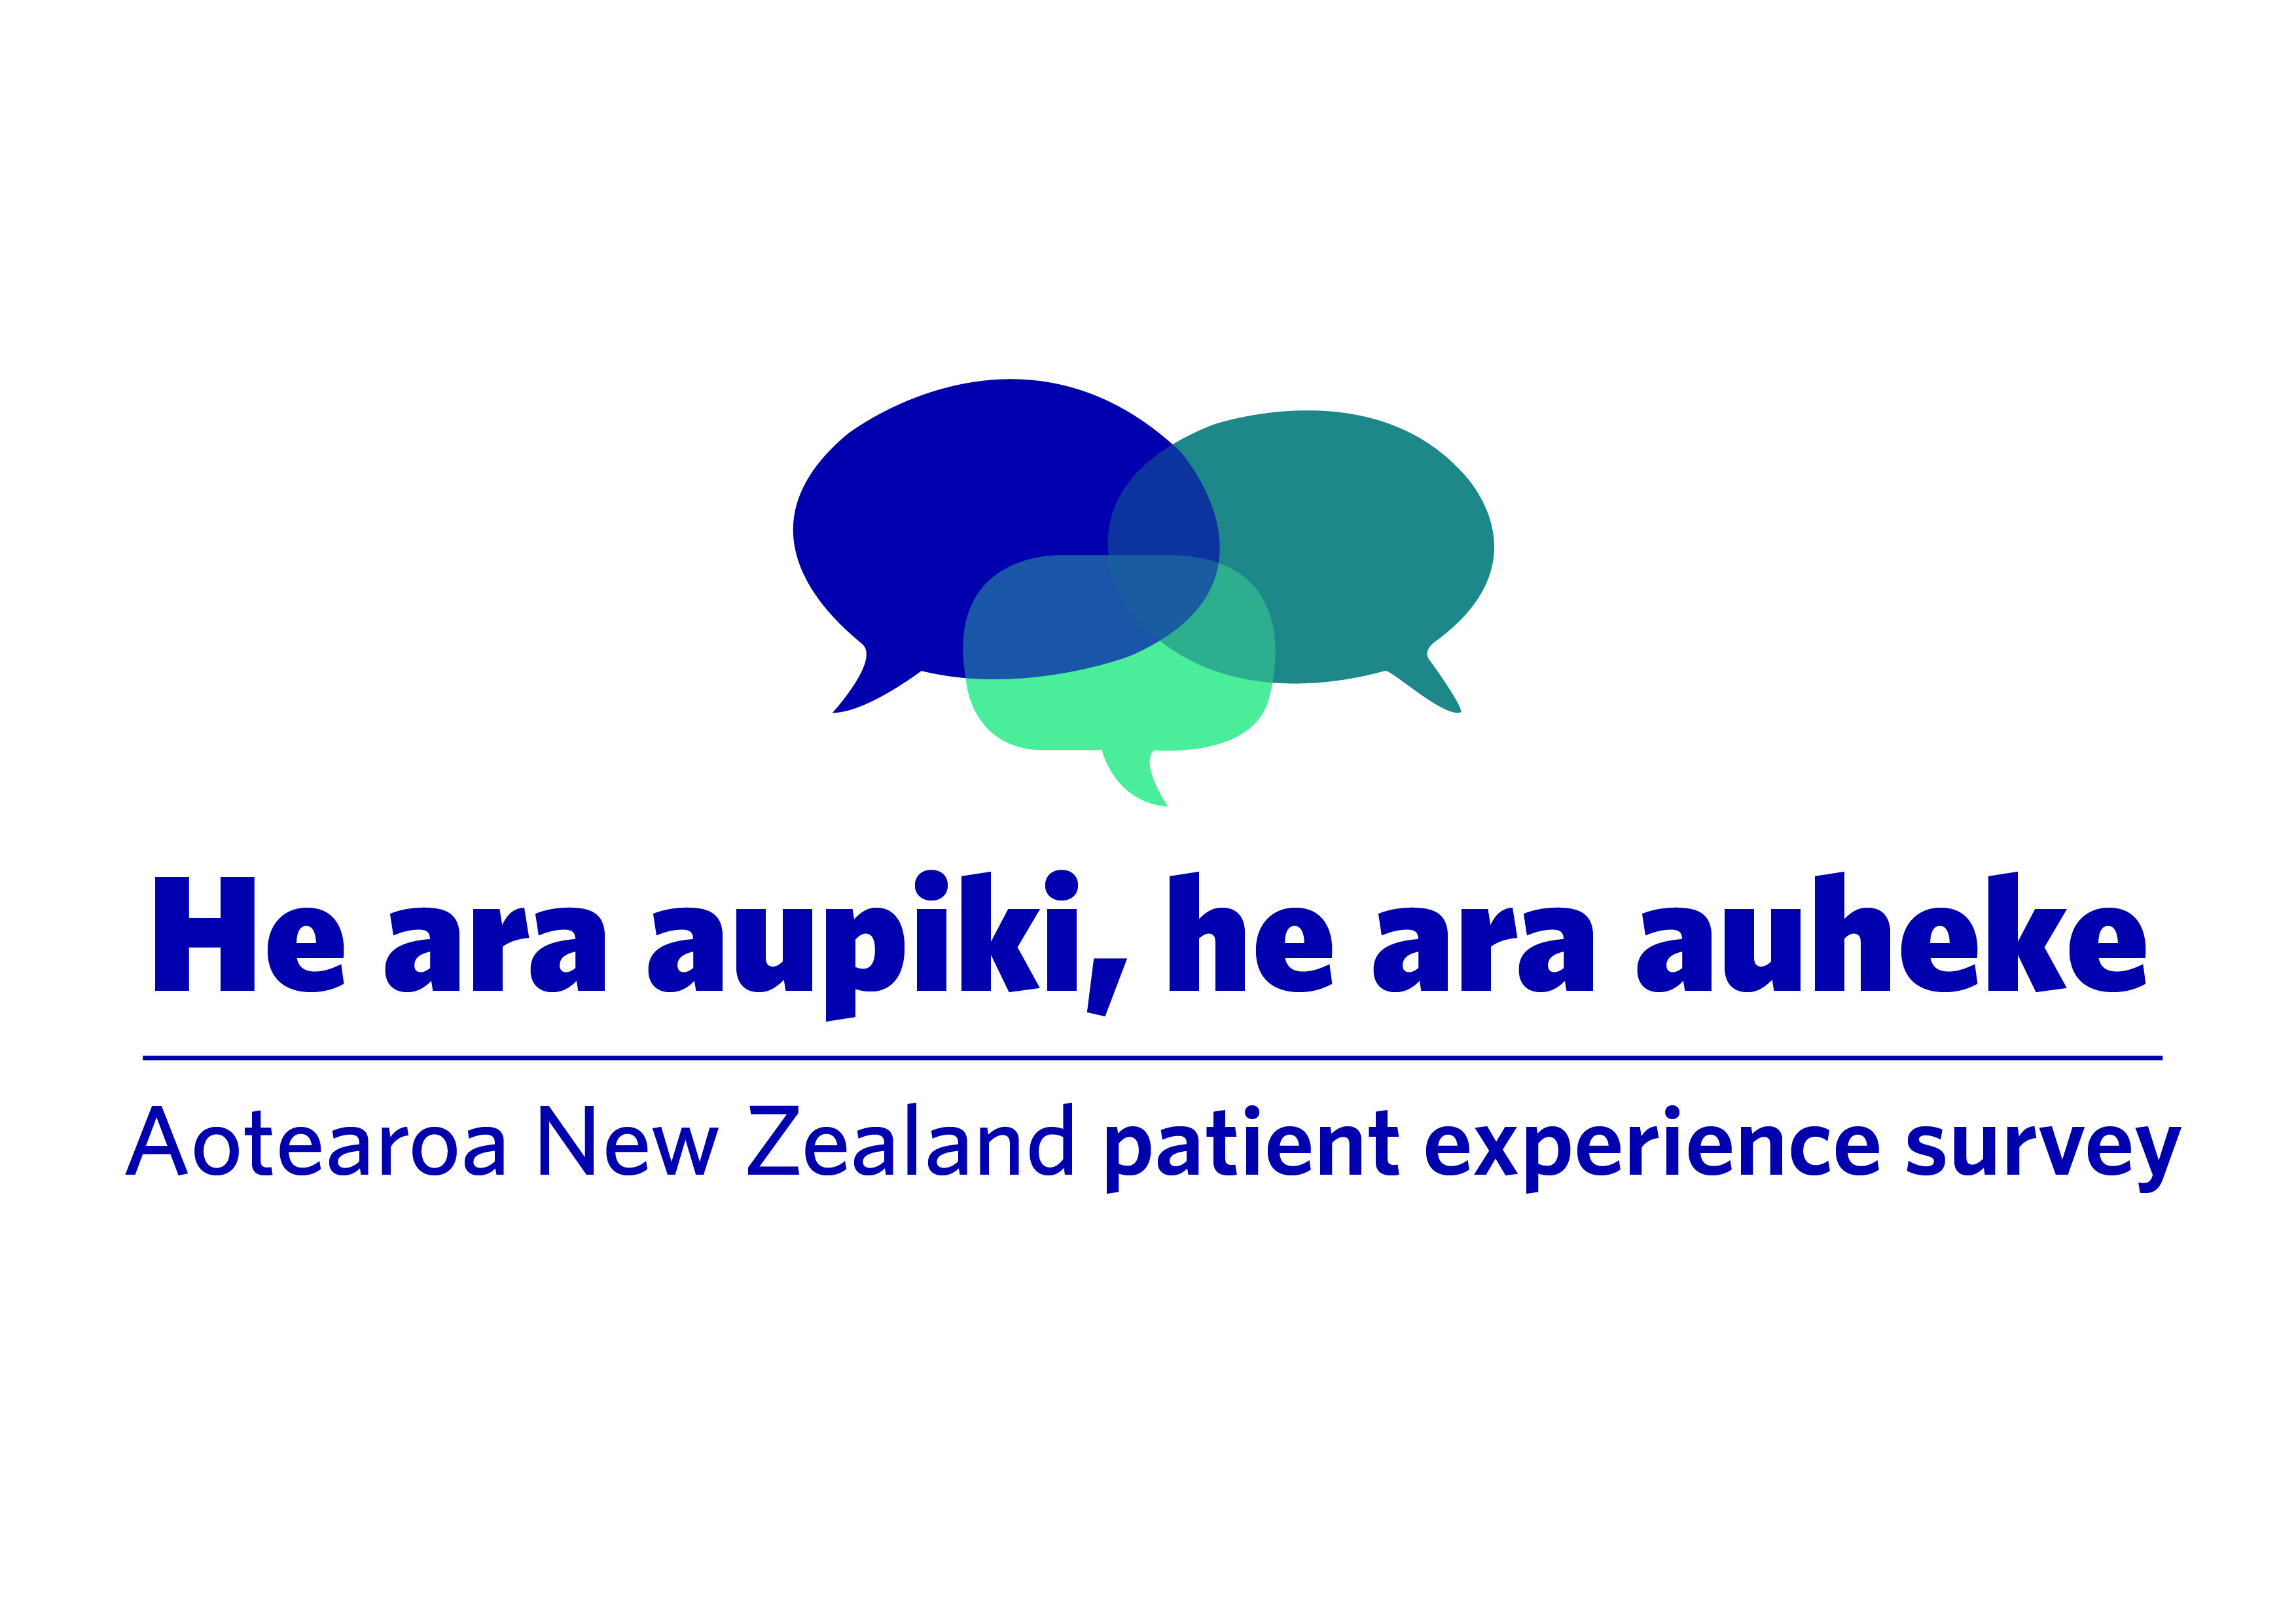 He ara aupiki, he ara auheke
Aotearoa New Zealand patient experience survey